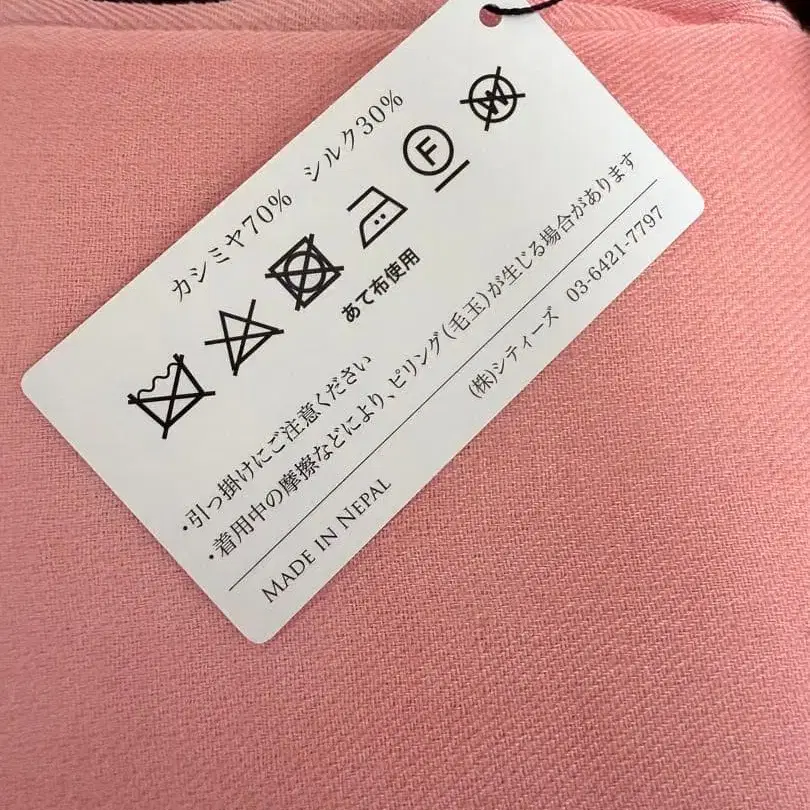 カシミヤ70%　シルク30%
F W
あて布使用
・引っ掛けにご注意ください
・着用中の摩擦などにより、ピリング(毛玉)が生じる場合があります
(株)シティーズ　03-6421-7797
MADE IN NEPAL